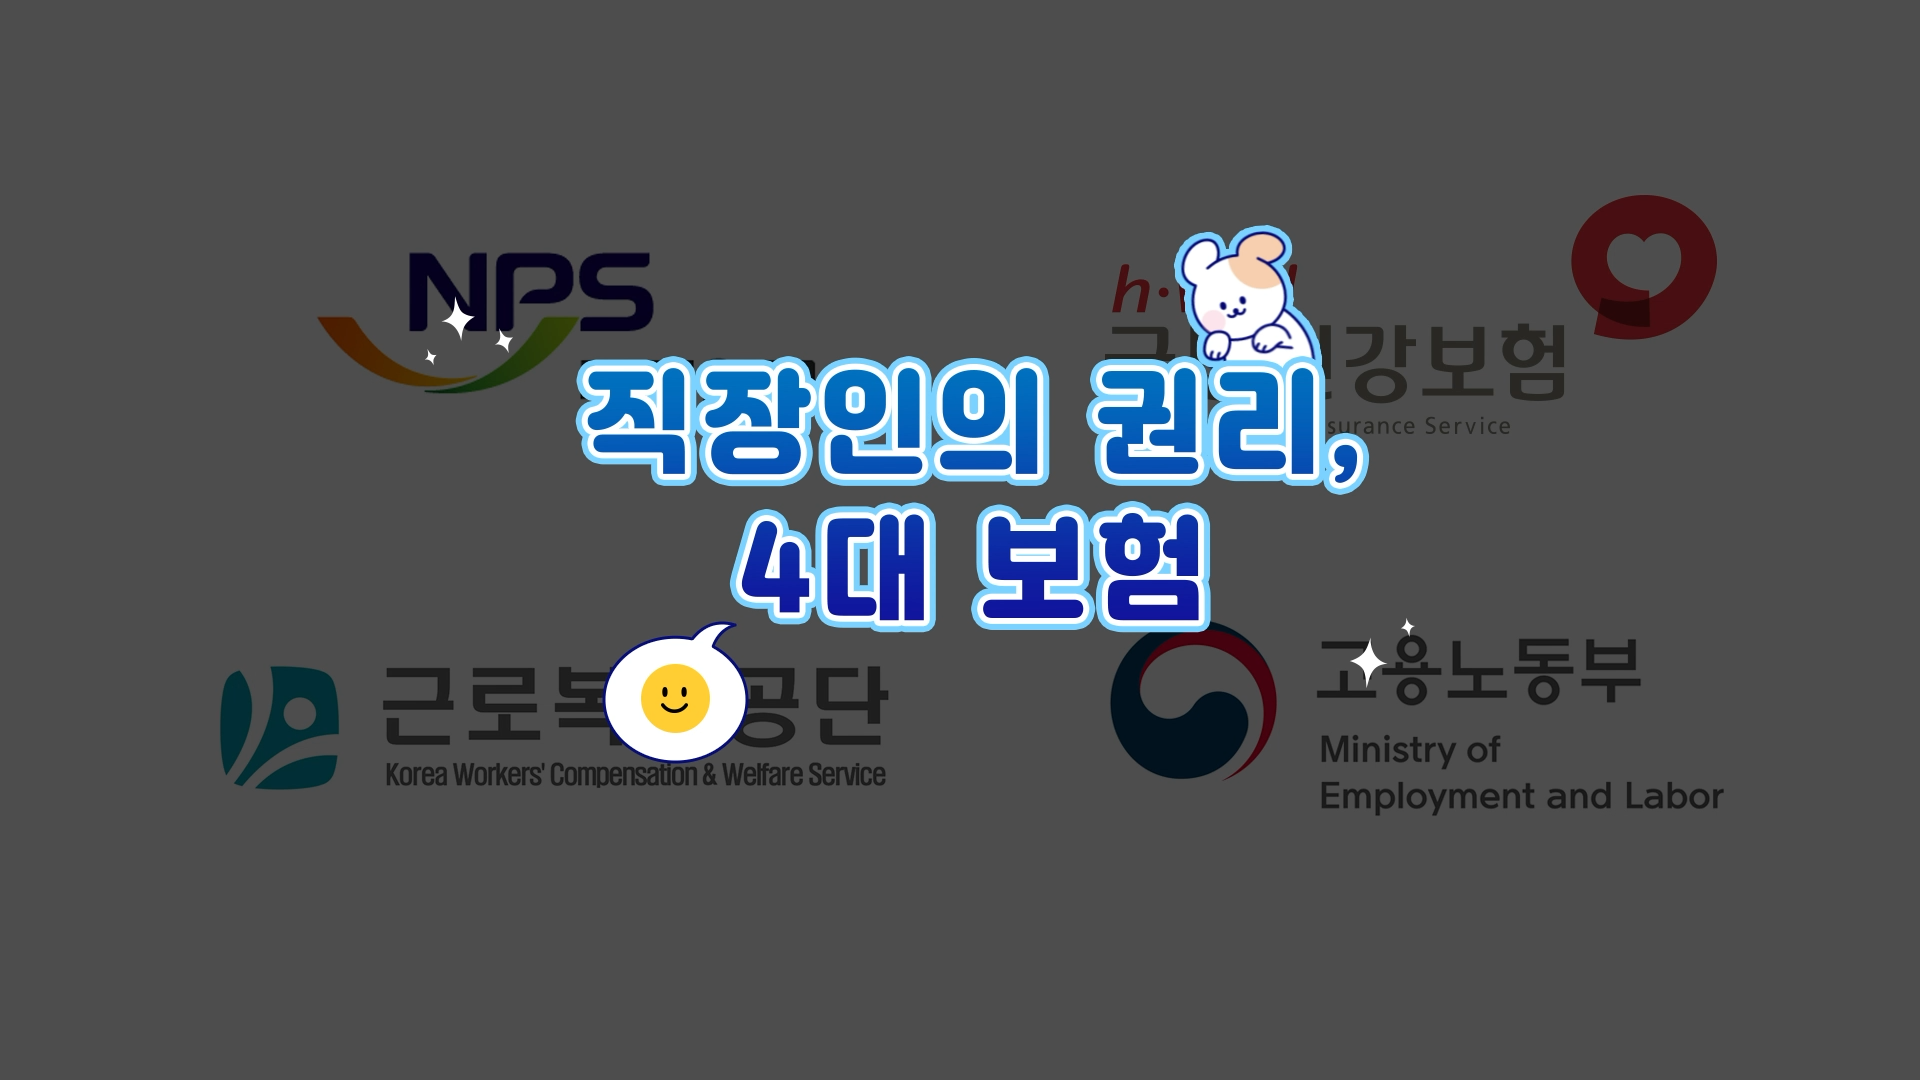 NPS
직장인의 권리,
4대 보험
강보험
surance Service
근로복 공단
Korea Workers' Compensation & Welfare Service
고용노동부
Ministry of
Employment and Labor